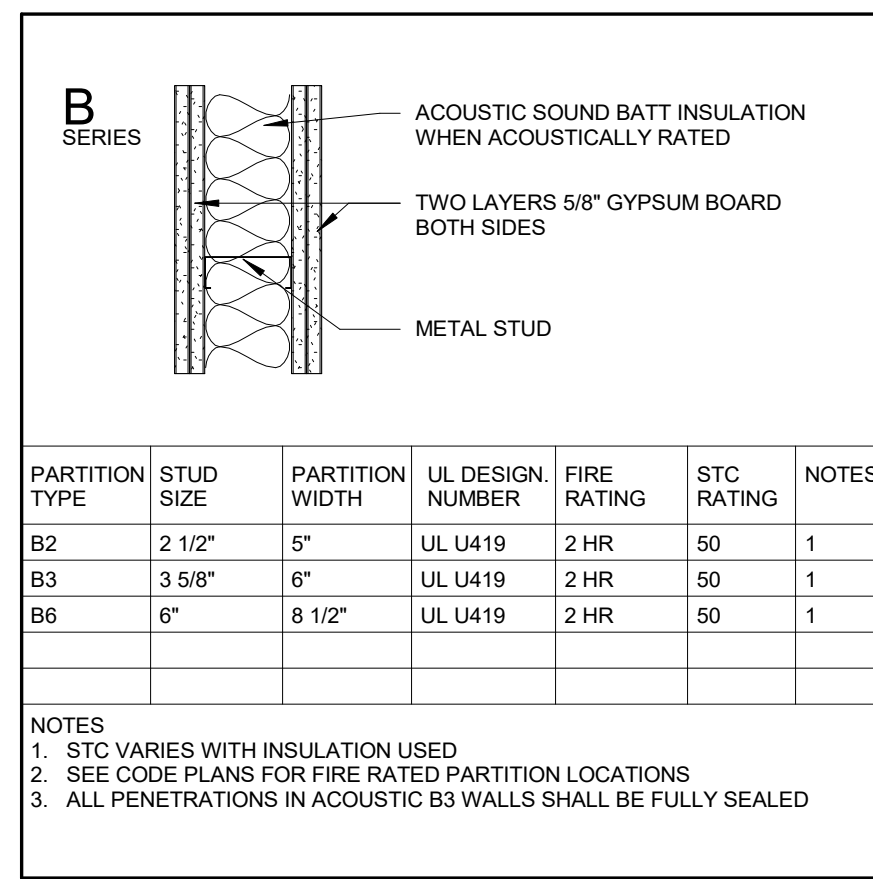 B
SERIES
ACOUSTIC SOUND BATT INSULATION
WHEN ACOUSTICALLY RATED
TWO LAYERS 5/8" GYPSUM BOARD
BOTH SIDES
METAL STUD
PARTITION TYPE STUD SIZE PARTITION WIDTH UL DESIGN. NUMBER FIRE RATING STC RATING NOTES
B2 2 1/2" 5" UL U419 2 HR 50 1
B3 3 5/8" 6" UL U419 2 HR 50 1
B6 6" 8 1/2" UL U419 2 HR 50 1
NOTES
1. STC VARIES WITH INSULATION USED
2. SEE CODE PLANS FOR FIRE RATED PARTITION LOCATIONS
3. ALL PENETRATIONS IN ACOUSTIC B3 WALLS SHALL BE FULLY SEALED